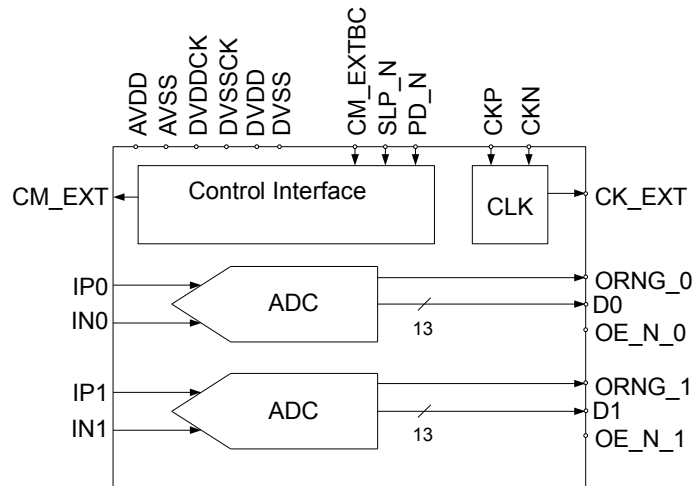 AVDD
AVSS
DVDDCK
DVSSCK
DVDD
DVSS
CM_EXTBC
SLP_N
PD_N
CKP
CKN
CM_EXT
Control Interface
CLK
CK_EXT
IP0
IN0
ADC
13
ORNG_0
D0
OE_N_0
IP1
IN1
ADC
13
ORNG_1
D1
OE_N_1